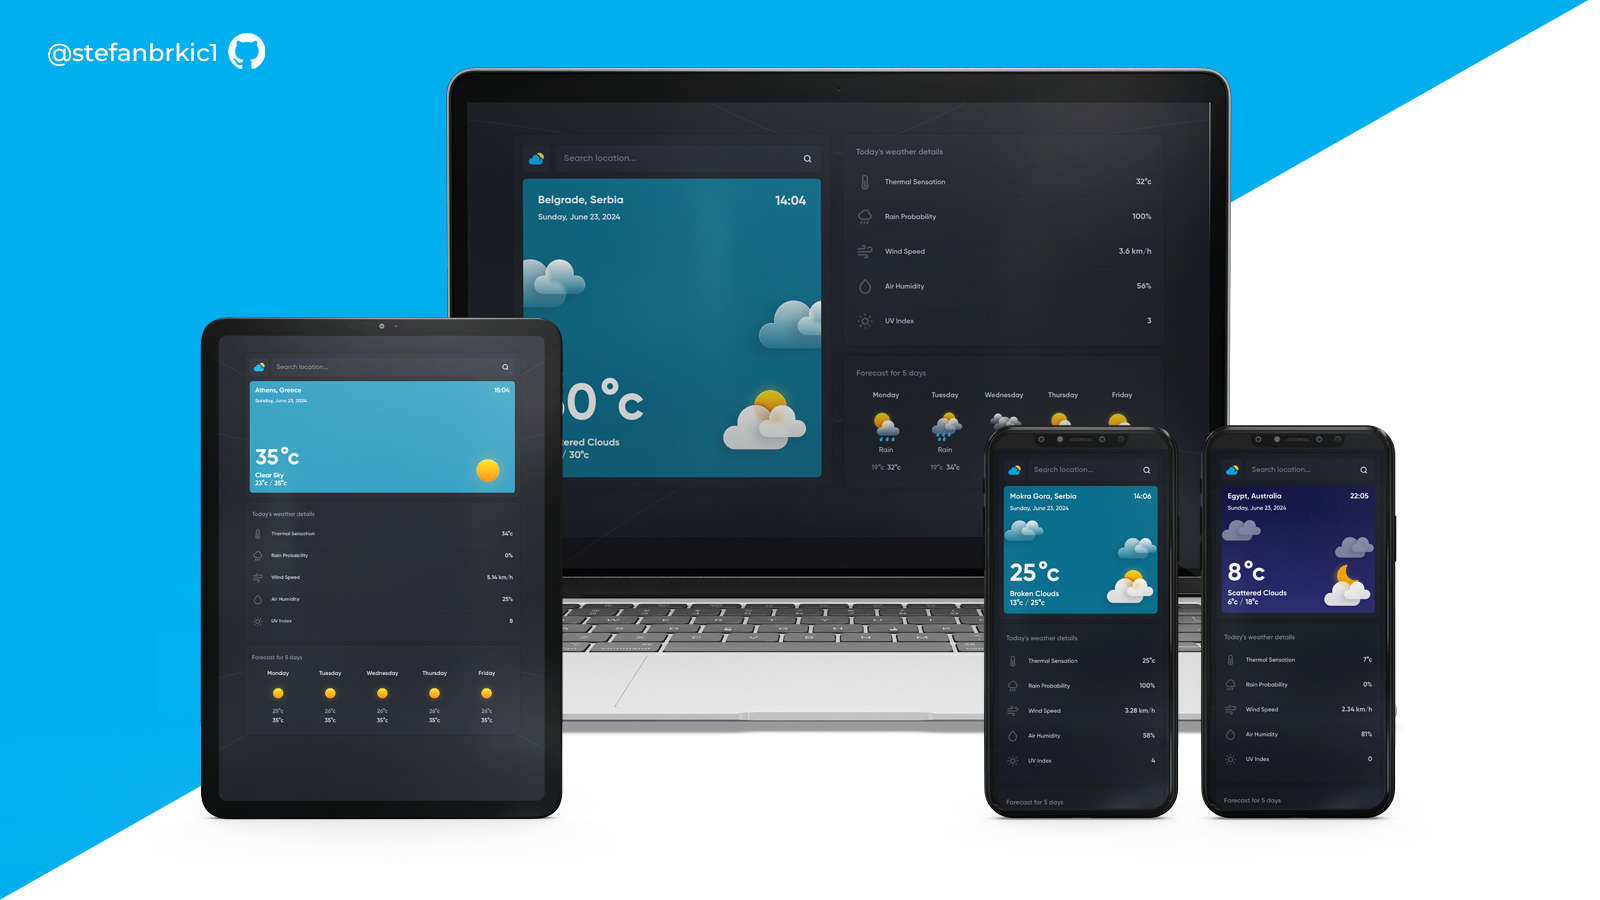 @stefanbrkic1
Search location...
Belgrade, Serbia
14:04
Sunday, June 23, 2024
0°c
tered Clouds
/ 30°c
Today's weather details
Thermal Sensation 32°c
Rain Probability 100%
Wind Speed 3.6 km/h
Air Humidity 56%
UV Index 3
Forecast for 5 days
Monday Tuesday Wednesday Thursday Friday
Rain Rain
19°c 32°c 19°c 34°c
Search location...
Athens, Greece 15:04
Sunday, June 23, 2024
35°c
Clear Sky
23°c / 35°c
Today's weather details
Thermal Sensation 34°c
Rain Probability 0%
Wind Speed 5.14 km/h
Air Humidity 25%
UV Index 8
Forecast for 5 days
Monday Tuesday Wednesday Thursday Friday
25°c 26°c 26°c 26°c 26°c
35°c 35°c 35°c 35°c 35°c
Search location...
Mokra Gora, Serbia 14:06
Sunday, June 23, 2024
25°c
Broken Clouds
13°c / 25°c
Today's weather details
Thermal Sensation 25°c
Rain Probability 100%
Wind Speed 3.28 km/h
Air Humidity 58%
UV Index 4
Forecast for 5 days
Search location...
Egypt, Australia 22:05
Sunday, June 23, 2024
8°c
Scattered Clouds
6°c / 18°c
Today's weather details
Thermal Sensation 7°c
Rain Probability 0%
Wind Speed 2.34 km/h
Air Humidity 81%
UV Index 0
Forecast for 5 days